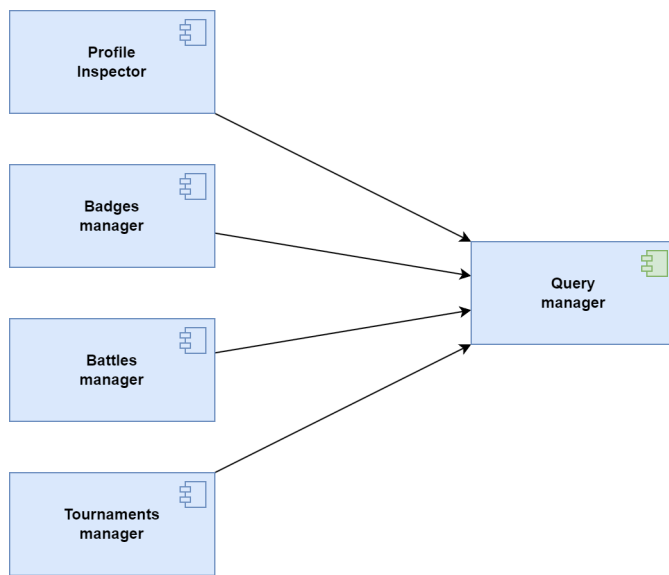 Profile
Inspector
Badges
manager
Query
manager
Battles
manager
Tournaments
manager